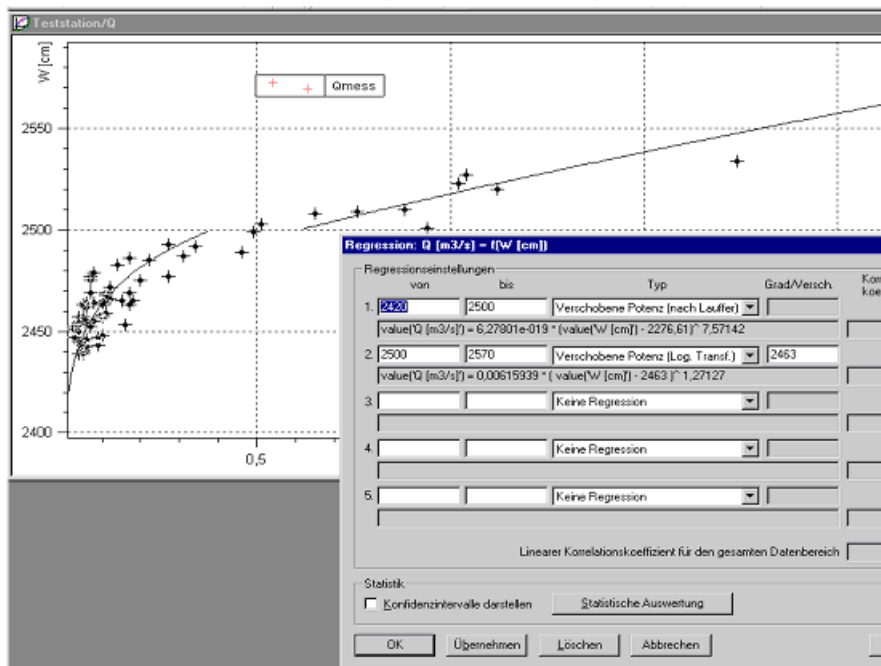 Teststation/Q
W [cm]
Qmess
2550
2500
2450
2400
0,5
Regression: Q [m3/s] = f(W [cm])
Regressionseinstellungen
von bis Typ Grad/Versch.
1. 2420 2500 Verschobene Potenz (nach Lauffer)
value('Q [m3/s]') = 6,27801e-019 * (value('W [cm]') - 2276,61)^ 7,57142
2. 2500 2570 Verschobene Potenz (Log. Transf.) 2463
value('Q [m3/s]') = 0,00615939 * ( value('W [cm]') - 2463 )^ 1,27127
3. Keine Regression
4. Keine Regression
5. Keine Regression
Linearer Korrelationskoeffizient für den gesamten Datenbereich
Statistik
Konfidenzintervalle darstellen Statistische Auswertung
OK Übernehmen Löschen Abbrechen